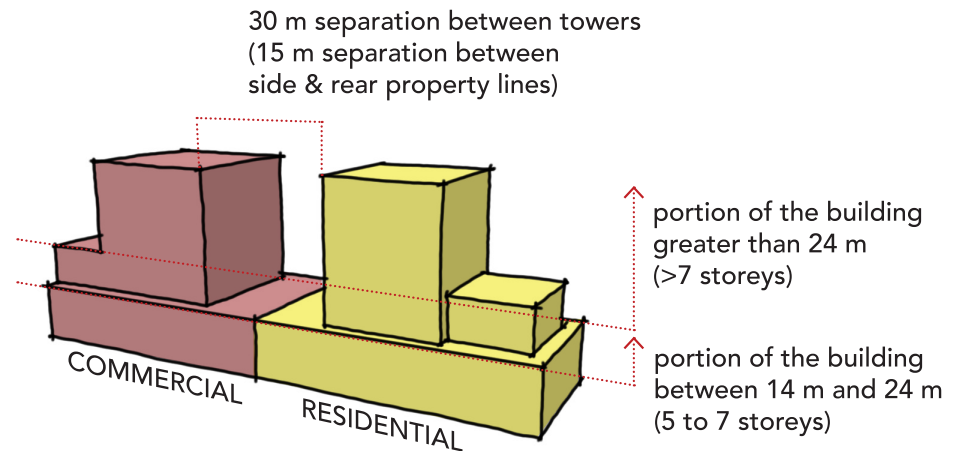 30 m separation between towers
(15 m separation between
side & rear property lines)
portion of the building
greater than 24 m
(>7 storeys)
portion of the building
between 14 m and 24 m
(5 to 7 storeys)
COMMERCIAL
RESIDENTIAL